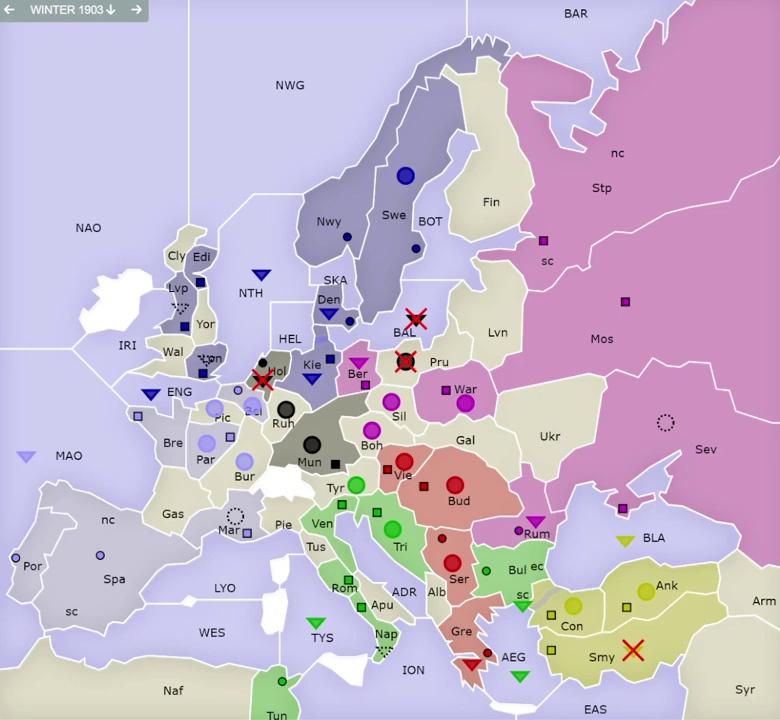 ← WINTER 1903↓ →
BAR
NWG
nc
Stp
Fin
NAO
Nwy
Swe
BOT
Cly
Edi
sc
SKA
Lvp
NTH
Den
Mos
Yor
HEL
BAL
Lvn
IRI
Wal
Lon
Hol
Kie
Ber
Pru
ENG
War
Pic
Bel
Ruh
Sil
Ukr
Bre
Gal
Sev
Par
Boh
MAO
Mun
Vie
Bur
Tyr
Bud
nc
Gas
Mar
Pie
Ven
Rum
BLA
Tri
Por
Spa
Tus
Ser
Bul
ec
LYO
Rom
ADR
Alb
sc
Ank
Arm
sc
Apu
Con
WES
TYS
Nap
Gre
AEG
Smy
ION
Naf
Syr
EAS
Tun